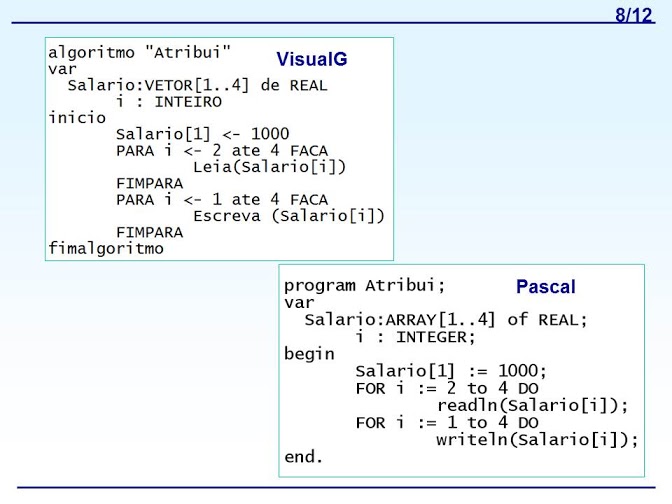 8/12
VisualG
algoritmo "Atribui"
var
  Salario:VETOR[1..4] de REAL
       i : INTEIRO
inicio
       Salario[1] <- 1000
       PARA i <- 2 ate 4 FACA
               Leia(Salario[i])
       FIMPARA
       PARA i <- 1 ate 4 FACA
               Escreva (Salario[i])
       FIMPARA
fimalgoritmo
Pascal
program Atribui;
var
  Salario:ARRAY[1..4] of REAL;
       i : INTEGER;
begin
       Salario[1] := 1000;
       FOR i := 2 to 4 DO
               readln(Salario[i]);
       FOR i := 1 to 4 DO
               writeln(Salario[i]);
end.